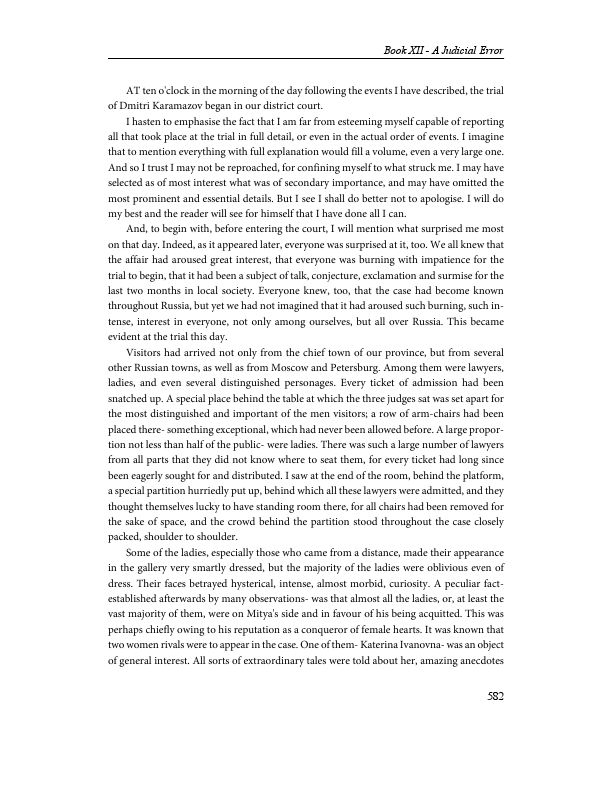 Book XII - A Judicial Error
AT ten o'clock in the morning of the day following the events I have described, the trial
of Dmitri Karamazov began in our district court.
I hasten to emphasise the fact that I am far from esteeming myself capable of reporting
all that took place at the trial in full detail, or even in the actual order of events. I imagine
that to mention everything with full explanation would fill a volume, even a very large one.
And so I trust I may not be reproached, for confining myself to what struck me. I may have
selected as of most interest what was of secondary importance, and may have omitted the
most prominent and essential details. But I see I shall do better not to apologise. I will do
my best and the reader will see for himself that I have done all I can.
And, to begin with, before entering the court, I will mention what surprised me most
on that day. Indeed, as it appeared later, everyone was surprised at it, too. We all knew that
the affair had aroused great interest, that everyone was burning with impatience for the
trial to begin, that it had been a subject of talk, conjecture, exclamation and surmise for the
last two months in local society. Everyone knew, too, that the case had become known
throughout Russia, but yet we had not imagined that it had aroused such burning, such in-
tense, interest in everyone, not only among ourselves, but all over Russia. This became
evident at the trial this day.
Visitors had arrived not only from the chief town of our province, but from several
other Russian towns, as well as from Moscow and Petersburg. Among them were lawyers,
ladies, and even several distinguished personages. Every ticket of admission had been
snatched up. A special place behind the table at which the three judges sat was set apart for
the most distinguished and important of the men visitors; a row of arm-chairs had been
placed there- something exceptional, which had never been allowed before. A large propor-
tion not less than half of the public- were ladies. There was such a large number of lawyers
from all parts that they did not know where to seat them, for every ticket had long since
been eagerly sought for and distributed. I saw at the end of the room, behind the platform,
a special partition hurriedly put up, behind which all these lawyers were admitted, and they
thought themselves lucky to have standing room there, for all chairs had been removed for
the sake of space, and the crowd behind the partition stood throughout the case closely
packed, shoulder to shoulder.
Some of the ladies, especially those who came from a distance, made their appearance
in the gallery very smartly dressed, but the majority of the ladies were oblivious even of
dress. Their faces betrayed hysterical, intense, almost morbid, curiosity. A peculiar fact-
established afterwards by many observations- was that almost all the ladies, or, at least the
vast majority of them, were on Mitya's side and in favour of his being acquitted. This was
perhaps chiefly owing to his reputation as a conqueror of female hearts. It was known that
two women rivals were to appear in the case. One of them- Katerina Ivanovna- was an object
of general interest. All sorts of extraordinary tales were told about her, amazing anecdotes
582